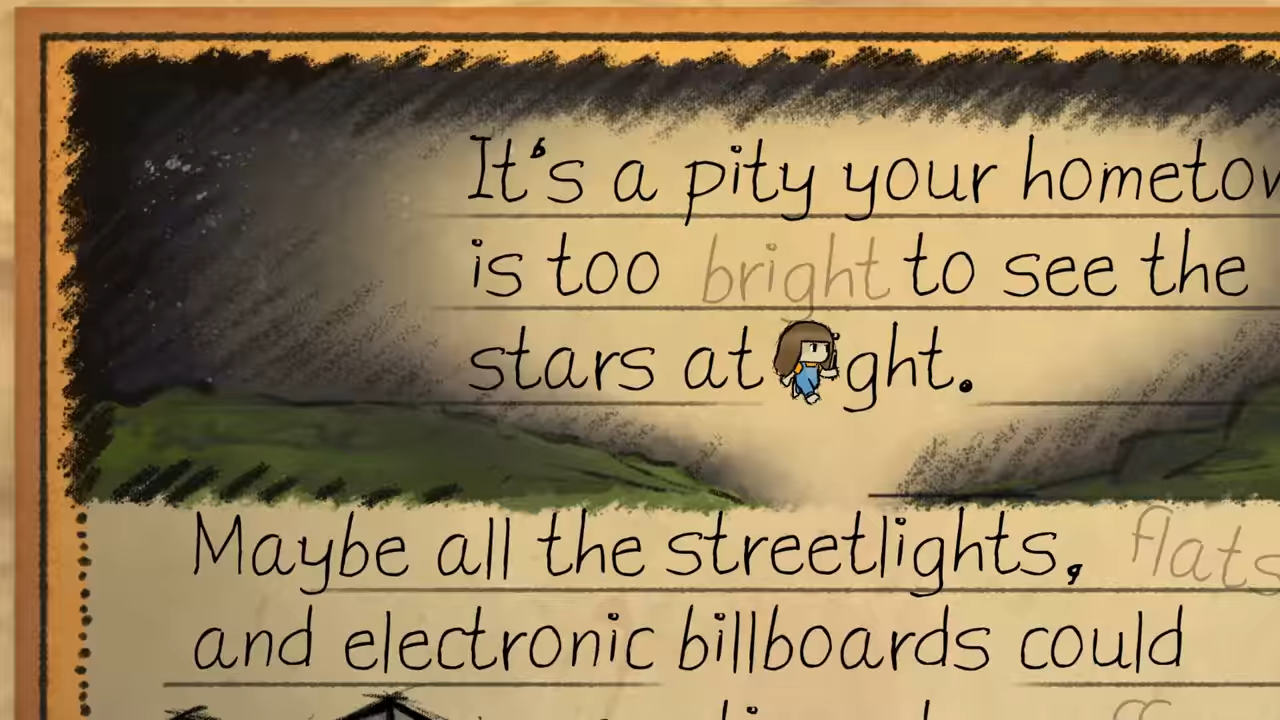 It's a pity your hometow
is too bright to see the
stars at ght.
Maybe all the streetlights, flats
and electronic billboards could